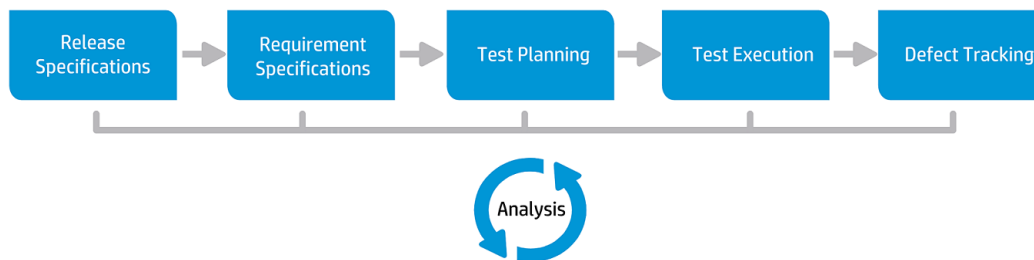 Release
Specifications
Requirement
Specifications
Test Planning
Test Execution
Defect Tracking
Analysis